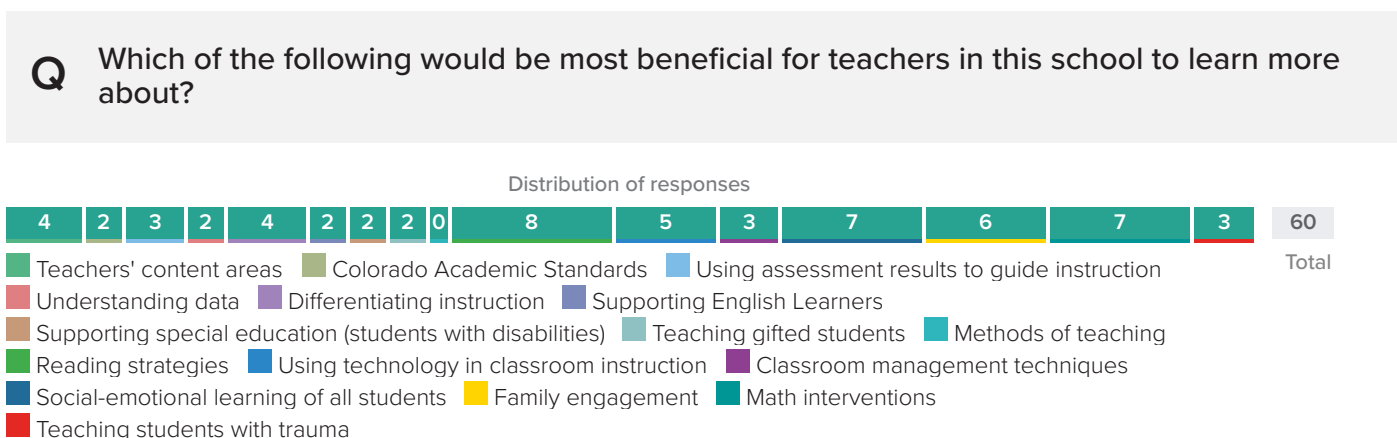 Q
Which of the following would be most beneficial for teachers in this school to learn more
about?
Distribution of responses
4 2 3 2 4 2 2 2 0 8 5 3 7 6 7 3 60
Total
Teachers' content areas Colorado Academic Standards Using assessment results to guide instruction
Understanding data Differentiating instruction Supporting English Learners
Supporting special education (students with disabilities) Teaching gifted students Methods of teaching
Reading strategies Using technology in classroom instruction Classroom management techniques
Social-emotional learning of all students Family engagement Math interventions
Teaching students with trauma